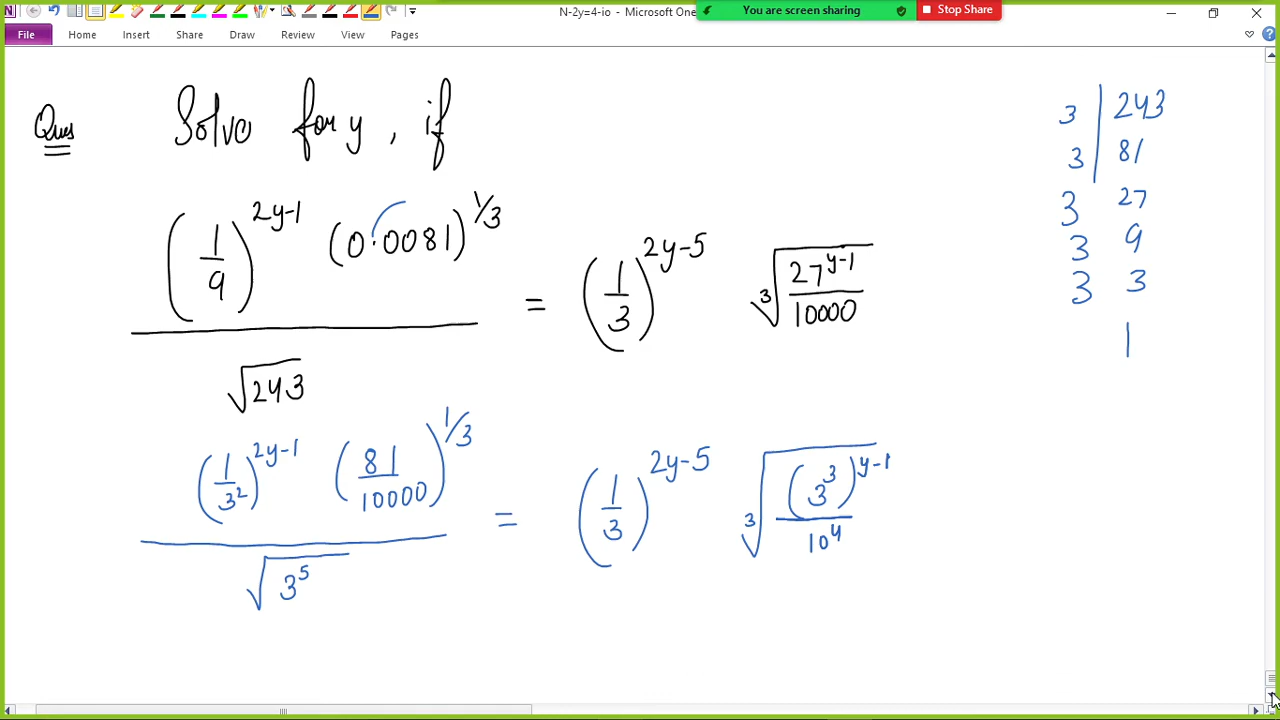 N-2y=4-io - Microsoft One
You are screen sharing
Stop Share
File Home Insert Share Draw Review View Pages
Ques Solve for y, if
(1/9)^(2y-1) (0.0081)^(1/3) / √243 = (1/3)^(2y-5) ∛(27^(y-1)/10000)
(1/3²)^(2y-1) (81/10000)^(1/3) / √(3⁵) = (1/3)^(2y-5) ∛((3³)^(y-1)/10⁴)
3 | 243
3 | 81
3 27
3 9
3 3
1